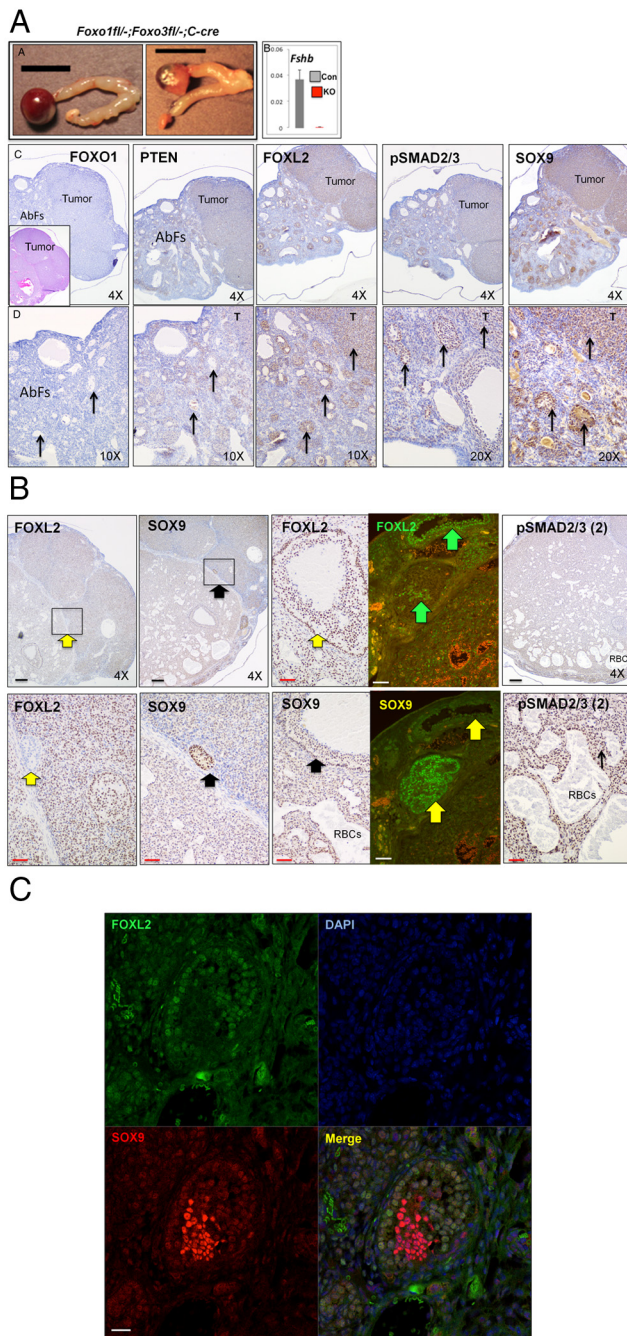 A
Foxo1fl/-;Foxo3fl/-;C-cre
A
B
Fshb
0.06
0.04
0.02
0
Con
KO
C
FOXO1
PTEN
FOXL2
pSMAD2/3
SOX9
Tumor
Tumor
Tumor
Tumor
Tumor
AbFs
AbFs
Tumor
4X
4X
4X
4X
4X
D
T
T
T
T
AbFs
10X
10X
10X
20X
20X
B
FOXL2
SOX9
FOXL2
FOXL2
pSMAD2/3 (2)
RBC
4X
4X
4X
FOXL2
SOX9
SOX9
SOX9
pSMAD2/3 (2)
RBCs
RBCs
C
FOXL2
DAPI
SOX9
Merge